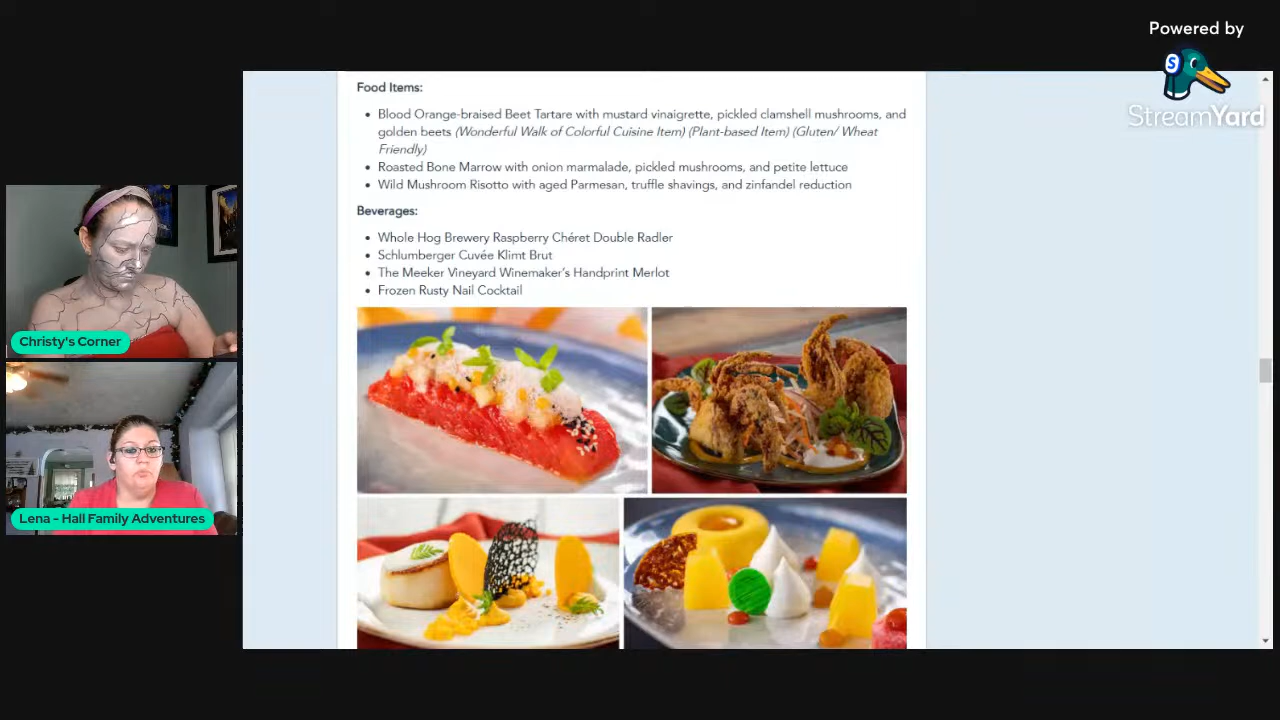 Powered by
StreamYard
Food Items:
Blood Orange-braised Beet Tartare with mustard vinaigrette, pickled clamshell mushrooms, and
golden beets (Wonderful Walk of Colorful Cuisine Item) (Plant-based Item) (Gluten/ Wheat
Friendly)
Roasted Bone Marrow with onion marmalade, pickled mushrooms, and petite lettuce
Wild Mushroom Risotto with aged Parmesan, truffle shavings, and zinfandel reduction
Beverages:
Whole Hog Brewery Raspberry Chéret Double Radler
Schlumberger Cuvée Klimt Brut
The Meeker Vineyard Winemaker's Handprint Merlot
Frozen Rusty Nail Cocktail
Christy's Corner
Lena - Hall Family Adventures